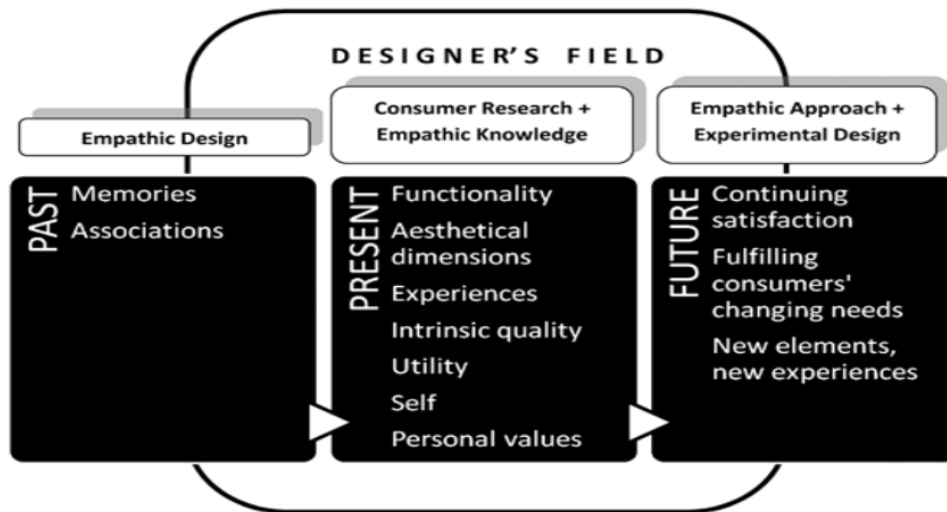 DESIGNER'S FIELD
Empathic Design
Consumer Research +
Empathic Knowledge
Empathic Approach +
Experimental Design
PAST
Memories
Associations
PRESENT
Functionality
Aesthetical
dimensions
Experiences
Intrinsic quality
Utility
Self
Personal values
FUTURE
Continuing
satisfaction
Fulfilling
consumers'
changing needs
New elements,
new experiences